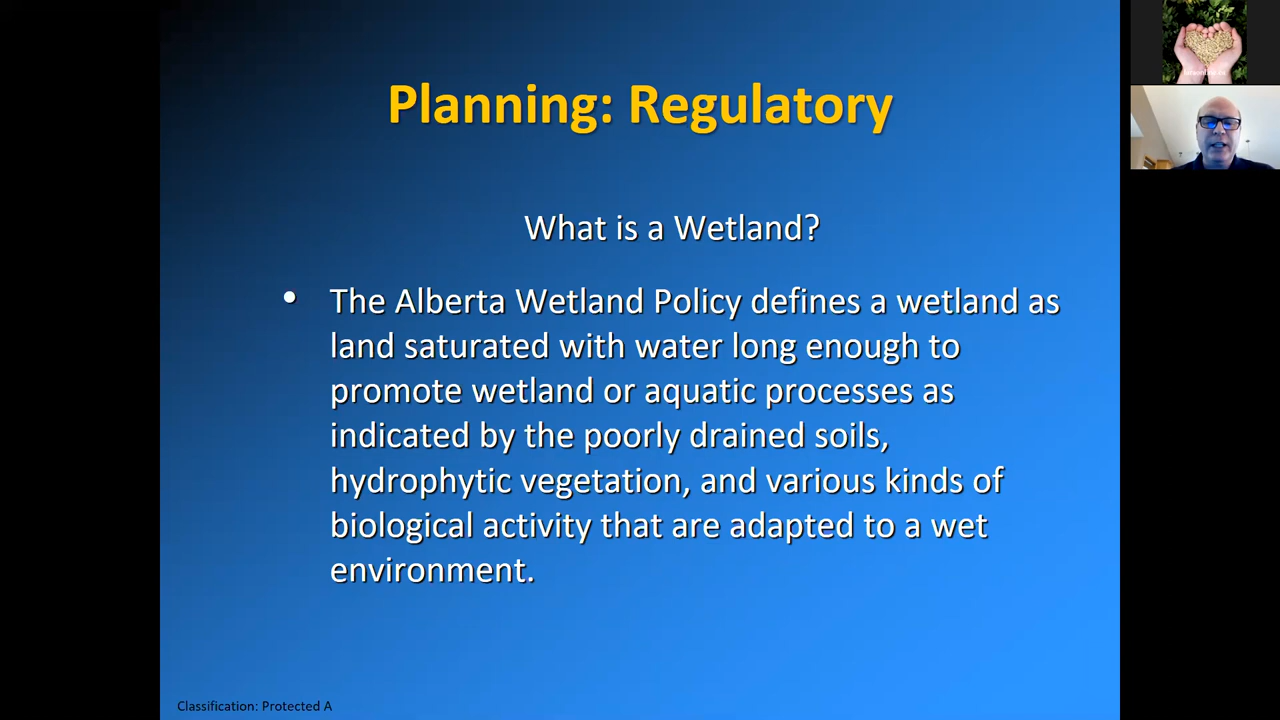 Planning: Regulatory
What is a Wetland?
• The Alberta Wetland Policy defines a wetland as
land saturated with water long enough to
promote wetland or aquatic processes as
indicated by the poorly drained soils,
hydrophytic vegetation, and various kinds of
biological activity that are adapted to a wet
environment.
Classification: Protected A